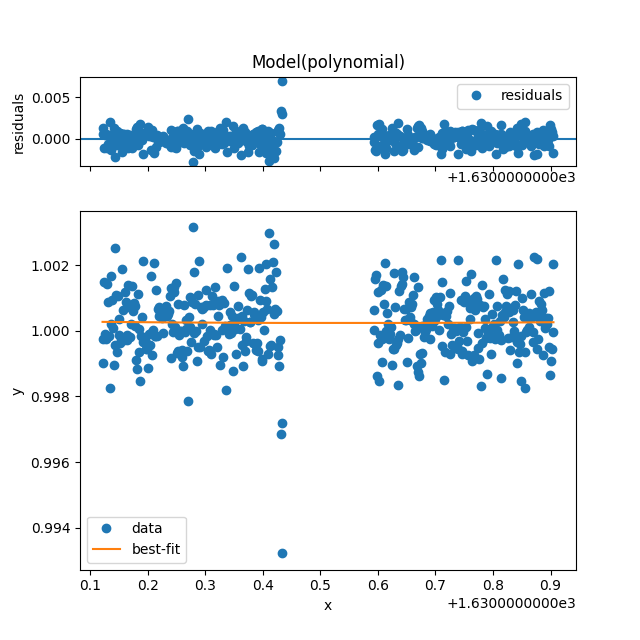 Model(polynomial)
residuals
0.005
0.000
residuals
+1.6300000000e3
1.002
1.000
0.998
0.996
0.994
y
data
best-fit
0.1 0.2 0.3 0.4 0.5 0.6 0.7 0.8 0.9
x
+1.6300000000e3